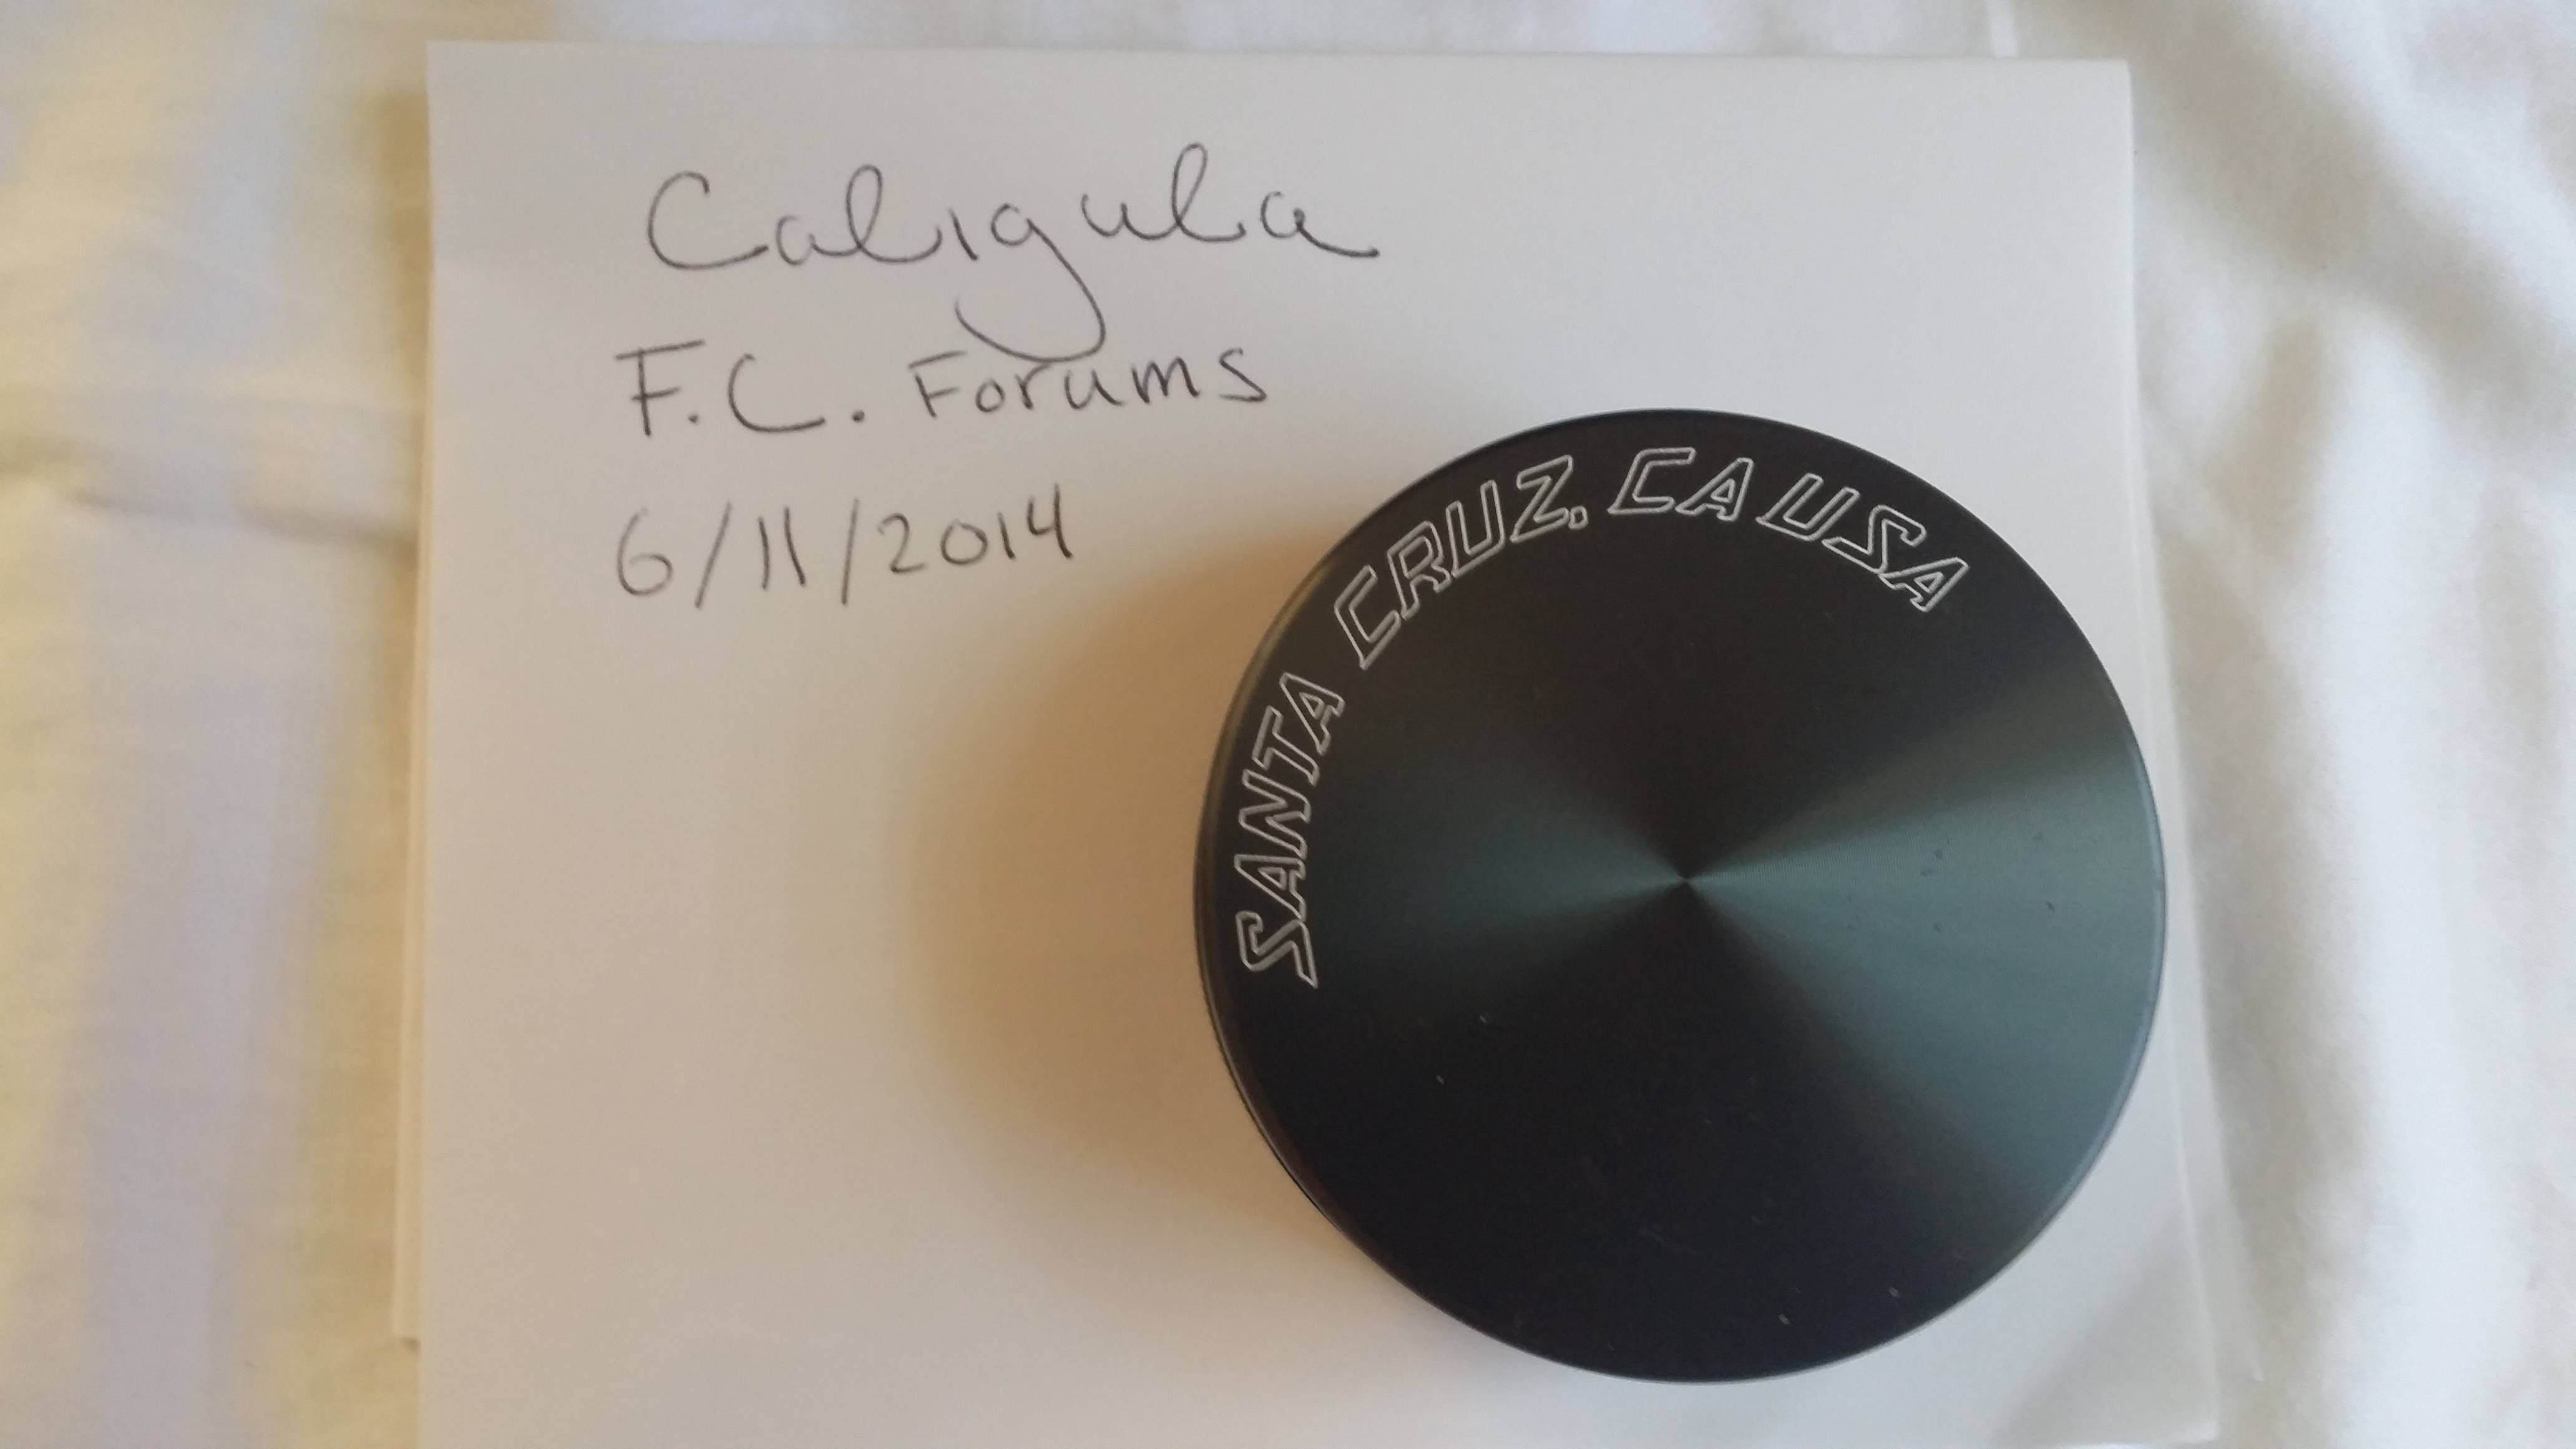 Caligula
F.C. Forums
6/11/2014
SANTA CRUZ. CA USA